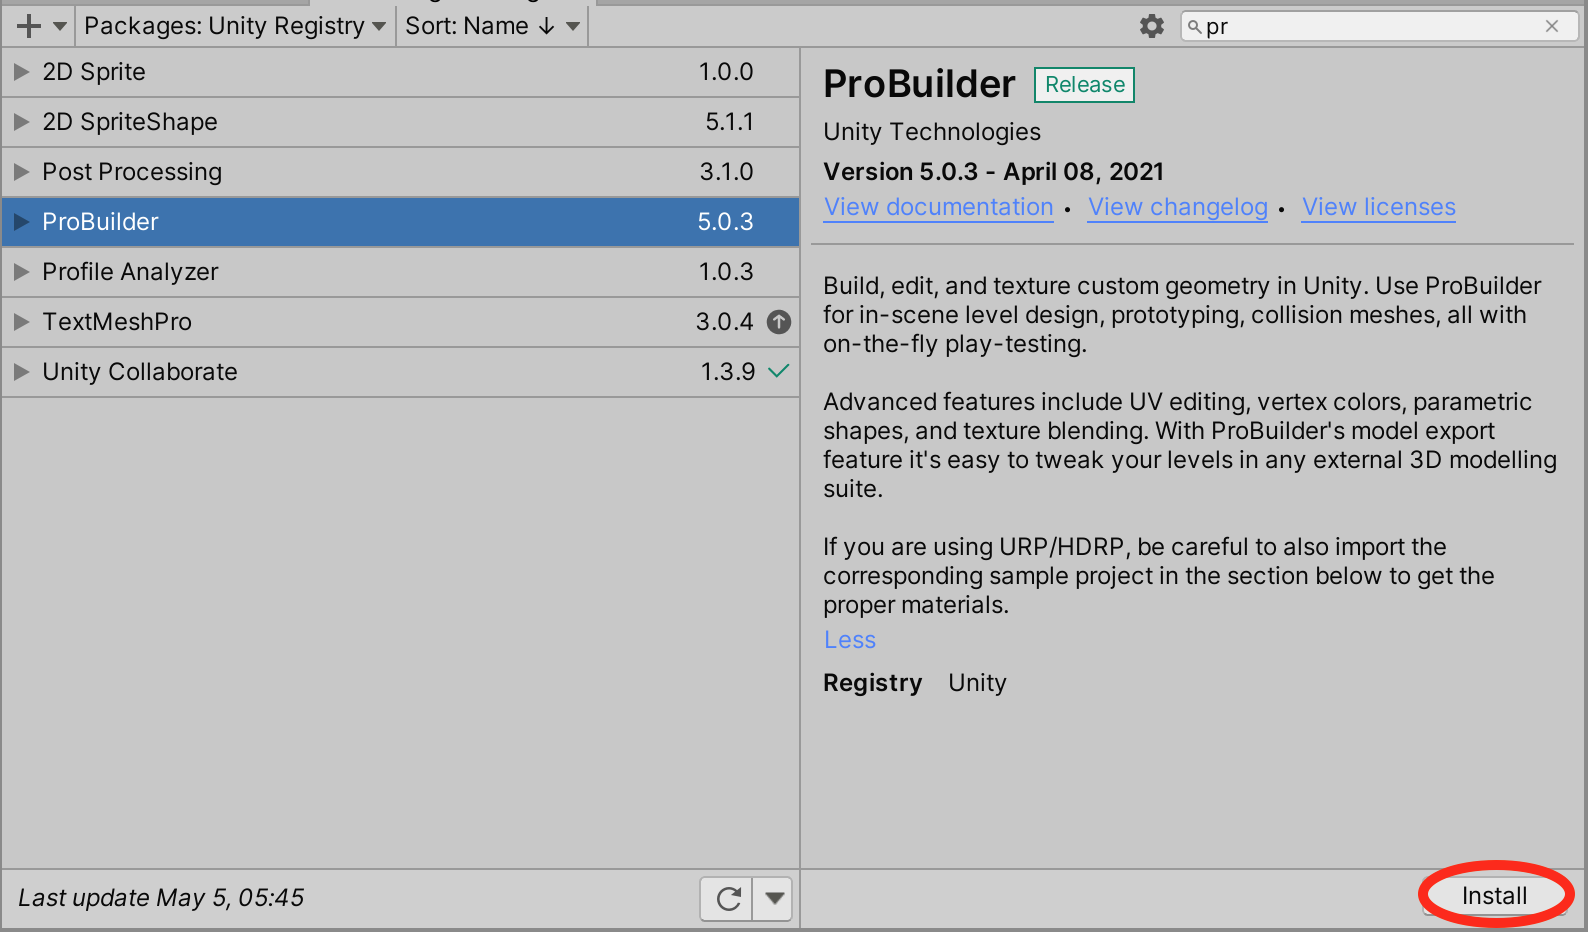 Packages: Unity Registry
Sort: Name ↓
pr
2D Sprite 1.0.0
2D SpriteShape 5.1.1
Post Processing 3.1.0
ProBuilder 5.0.3
Profile Analyzer 1.0.3
TextMeshPro 3.0.4
Unity Collaborate 1.3.9
Last update May 5, 05:45
ProBuilder Release
Unity Technologies
Version 5.0.3 - April 08, 2021
View documentation • View changelog • View licenses
Build, edit, and texture custom geometry in Unity. Use ProBuilder
for in-scene level design, prototyping, collision meshes, all with
on-the-fly play-testing.
Advanced features include UV editing, vertex colors, parametric
shapes, and texture blending. With ProBuilder's model export
feature it's easy to tweak your levels in any external 3D modelling
suite.
If you are using URP/HDRP, be careful to also import the
corresponding sample project in the section below to get the
proper materials.
Less
Registry Unity
Install